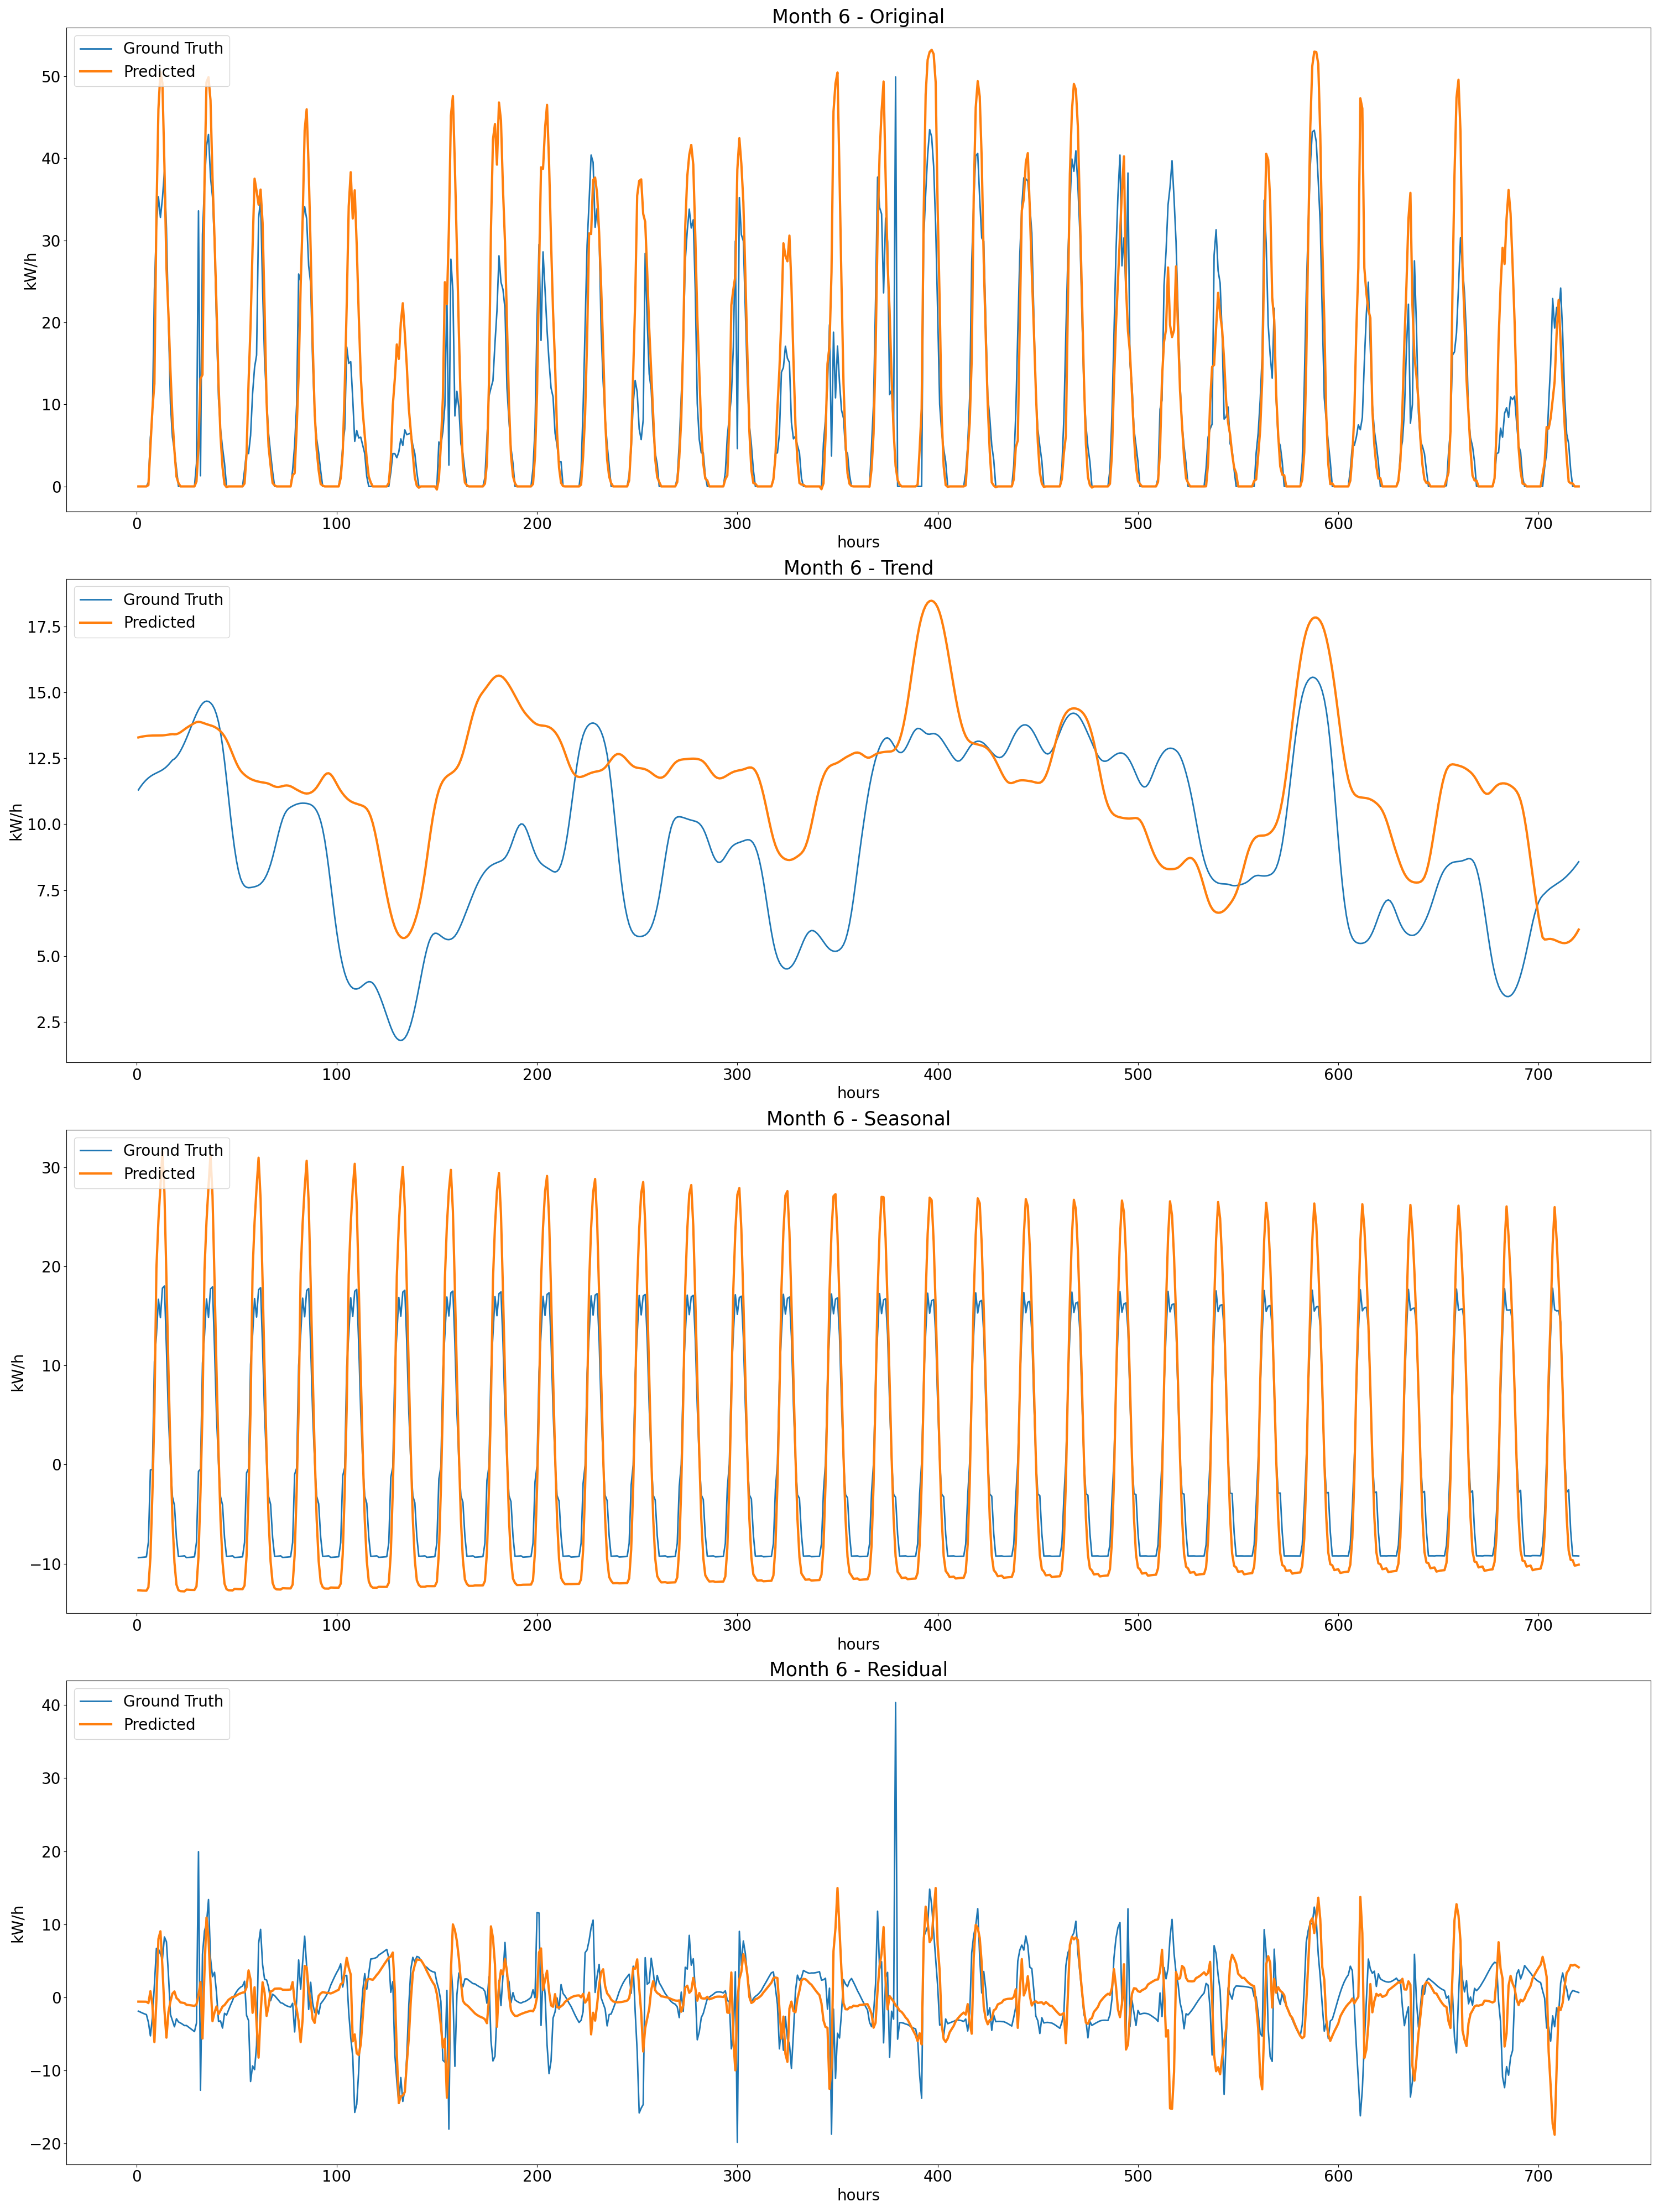 Month 6 - Original
Ground Truth
Predicted
50
40
30
20
10
0
kW/h
0 100 200 300 400 500 600 700
hours
Month 6 - Trend
Ground Truth
Predicted
17.5
15.0
12.5
10.0
7.5
5.0
2.5
kW/h
0 100 200 300 400 500 600 700
hours
Month 6 - Seasonal
Ground Truth
Predicted
30
20
10
0
−10
kW/h
0 100 200 300 400 500 600 700
hours
Month 6 - Residual
Ground Truth
Predicted
40
30
20
10
0
−10
−20
kW/h
0 100 200 300 400 500 600 700
hours